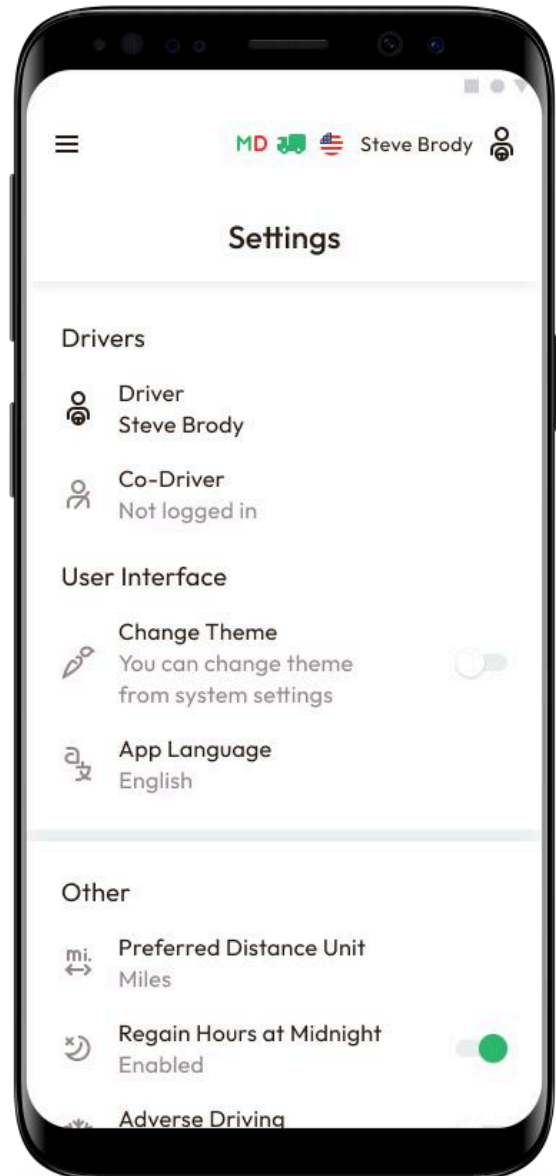 MD Steve Brody
Settings
Drivers
Driver
Steve Brody
Co-Driver
Not logged in
User Interface
Change Theme
You can change theme
from system settings
App Language
English
Other
mi.
Preferred Distance Unit
Miles
Regain Hours at Midnight
Enabled
Adverse Driving